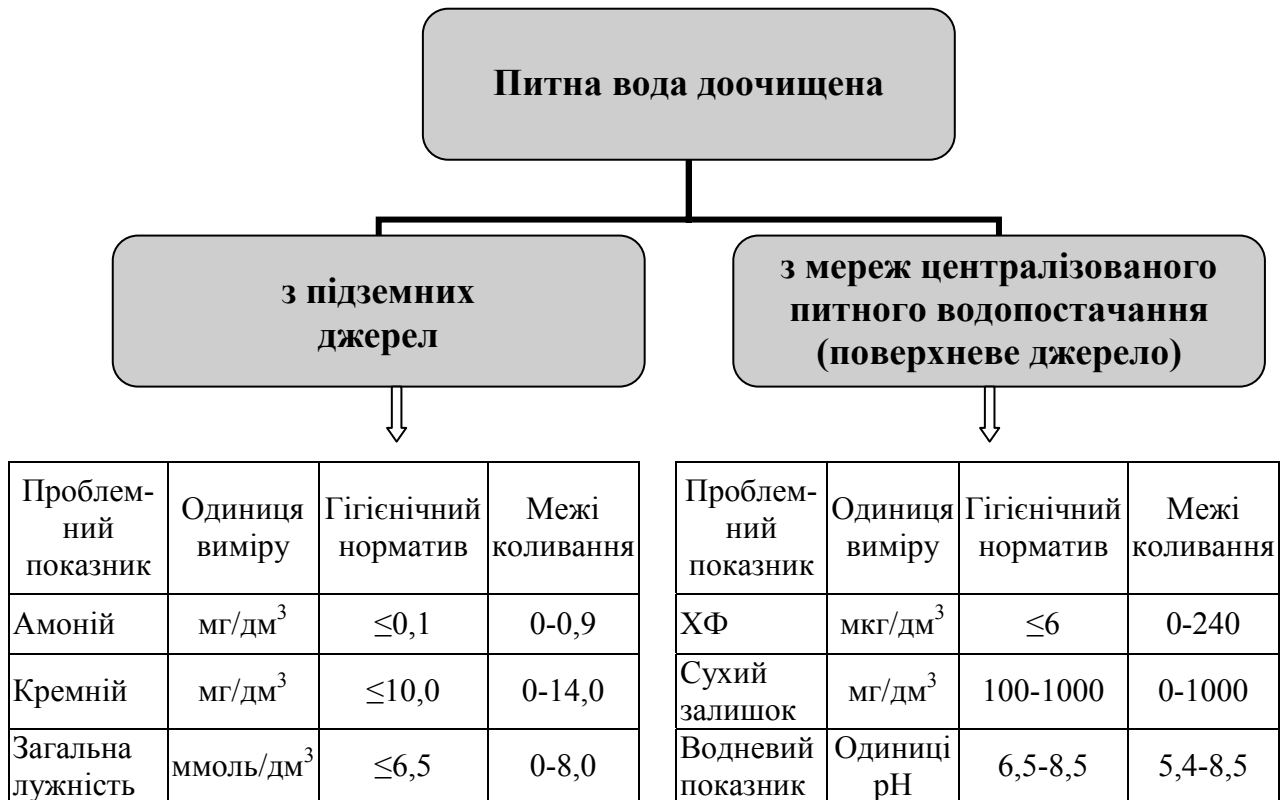 Питна вода доочищена
з підземних
джерел
з мереж централізованого
питного водопостачання
(поверхневе джерело)
Проблем-
ний
показник
Одиниця
виміру
Гігієнічний
норматив
Межі
коливання
Амоній мг/дм³ ≤0,1 0-0,9
Кремній мг/дм³ ≤10,0 0-14,0
Загальна
лужність
ммоль/дм³ ≤6,5 0-8,0
Проблем-
ний
показник
Одиниця
виміру
Гігієнічний
норматив
Межі
коливання
ХФ мкг/дм³ ≤6 0-240
Сухий
залишок
мг/дм³ 100-1000 0-1000
Водневий
показник
Одиниці
рН
6,5-8,5 5,4-8,5